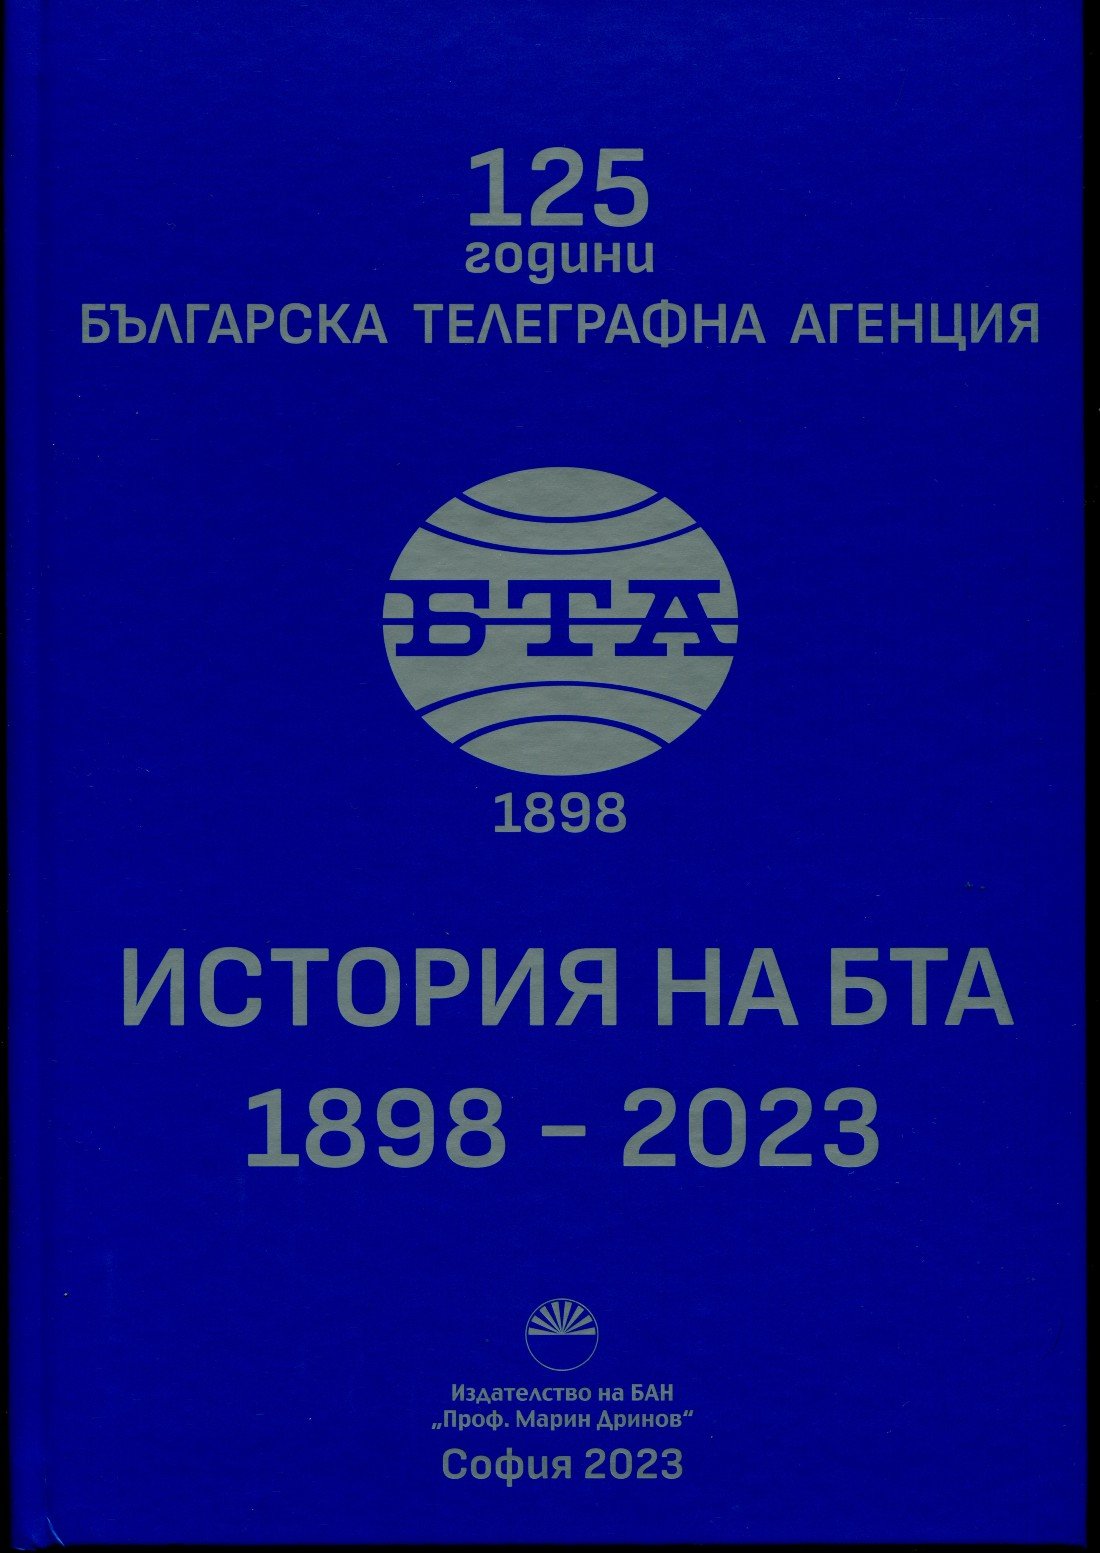 125
години
БЪЛГАРСКА ТЕЛЕГРАФНА АГЕНЦИЯ
БТА
1898
ИСТОРИЯ НА БТА
1898 – 2023
Издателство на БАН
„Проф. Марин Дринов“
София 2023